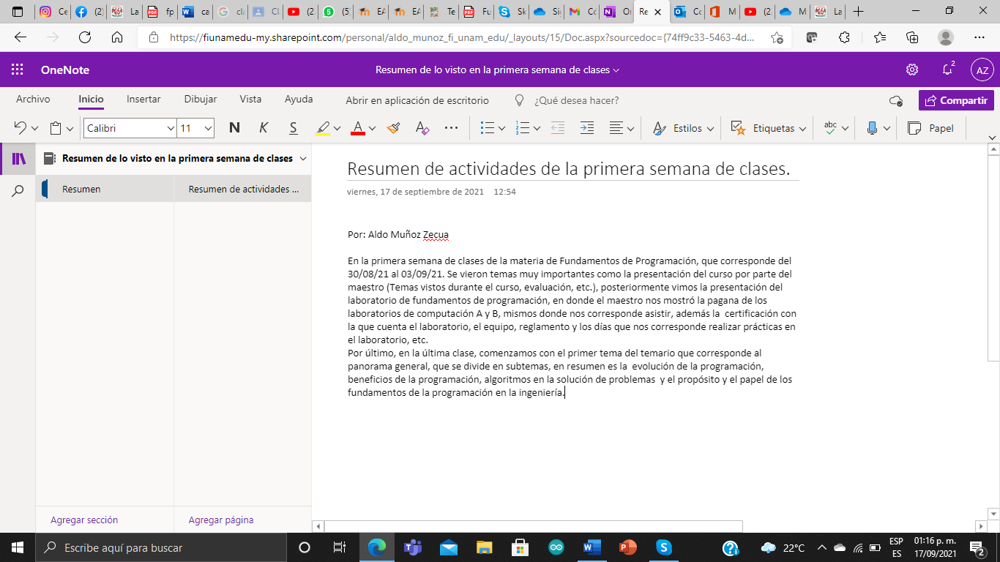 Ce
(2)
La
fp
ca
cla
Cl
(2
(5)
EA
EA
Te
Fu
Sk
Sig
Co
On
Re
Co
M
(2
M
La
https://fiunamedu-my.sharepoint.com/personal/aldo_munoz_fi_unam_edu/_layouts/15/Doc.aspx?sourcedoc={74ff9c33-5463-4d...
OneNote
Resumen de lo visto en la primera semana de clases
2
AZ
Archivo Inicio Insertar Dibujar Vista Ayuda Abrir en aplicación de escritorio ¿Qué desea hacer? Compartir
Calibri 11 N K S A A Estilos Etiquetas abc Papel
Resumen de lo visto en la primera semana de clases
Resumen
Resumen de actividades ...
Resumen de actividades de la primera semana de clases.
viernes, 17 de septiembre de 2021 12:54
Por: Aldo Muñoz Zecua
En la primera semana de clases de la materia de Fundamentos de Programación, que corresponde del
30/08/21 al 03/09/21. Se vieron temas muy importantes como la presentación del curso por parte del
maestro (Temas vistos durante el curso, evaluación, etc.), posteriormente vimos la presentación del
laboratorio de fundamentos de programación, en donde el maestro nos mostró la pagana de los
laboratorios de computación A y B, mismos donde nos corresponde asistir, además la  certificación con
la que cuenta el laboratorio, el equipo, reglamento y los días que nos corresponde realizar prácticas en
el laboratorio, etc.
Por último, en la última clase, comenzamos con el primer tema del temario que corresponde al
panorama general, que se divide en subtemas, en resumen es la  evolución de la programación,
beneficios de la programación, algoritmos en la solución de problemas  y el propósito y el papel de los
fundamentos de la programación en la ingeniería.
Agregar sección
Agregar página
Escribe aquí para buscar
22°C
ESP
ES
01:16 p. m.
17/09/2021
2